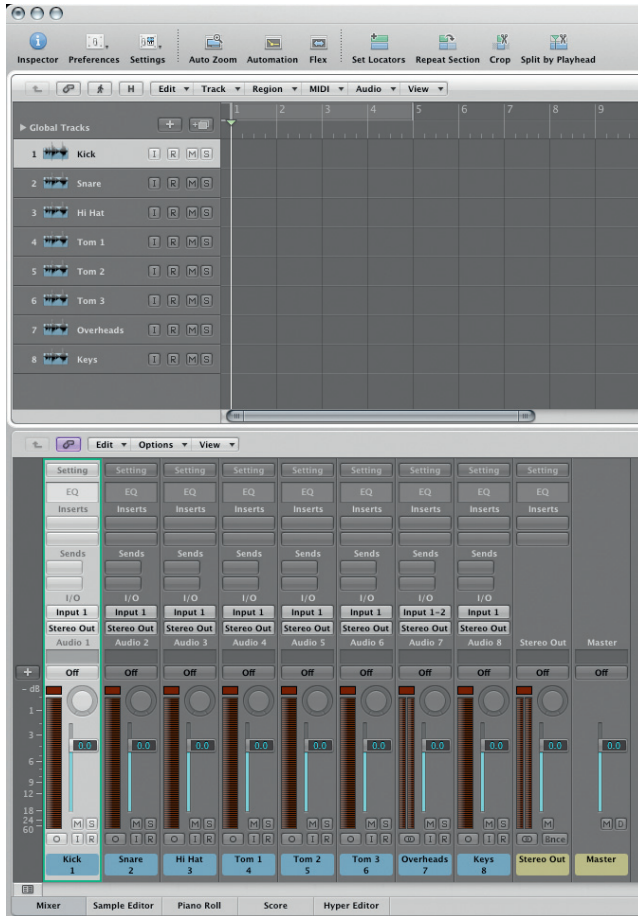 Inspector Preferences Settings Auto Zoom Automation Flex Set Locators Repeat Section Crop Split by Playhead
H Edit Track Region MIDI Audio View
1 2 3 4 5 6 7 8 9
Global Tracks
1 Kick I R M S
2 Snare I R M S
3 Hi Hat I R M S
4 Tom 1 I R M S
5 Tom 2 I R M S
6 Tom 3 I R M S
7 Overheads I R M S
8 Keys I R M S
Edit Options View
Setting Setting Setting Setting Setting Setting Setting Setting Setting
EQ EQ EQ EQ EQ EQ EQ EQ EQ
Inserts Inserts Inserts Inserts Inserts Inserts Inserts Inserts Inserts
Sends Sends Sends Sends Sends Sends Sends Sends
I/O I/O I/O I/O I/O I/O I/O I/O
Input 1 Input 1 Input 1 Input 1 Input 1 Input 1 Input 1-2 Input 1
Stereo Out Stereo Out Stereo Out Stereo Out Stereo Out Stereo Out Stereo Out Stereo Out
Audio 1 Audio 2 Audio 3 Audio 4 Audio 5 Audio 6 Audio 7 Audio 8 Stereo Out Master
+ Off Off Off Off Off Off Off Off Off Off
- dB
1
3
0.0 0.0 0.0 0.0 0.0 0.0 0.0 0.0 0.0 0.0
6
9
12
18
24 M S M S M S M S M S M S M S M S M M D
60 I R I R I R I R I R I R I R I R Bnce
Kick Snare Hi Hat Tom 1 Tom 2 Tom 3 Overheads Keys Stereo Out Master
1 2 3 4 5 6 7 8
Mixer Sample Editor Piano Roll Score Hyper Editor